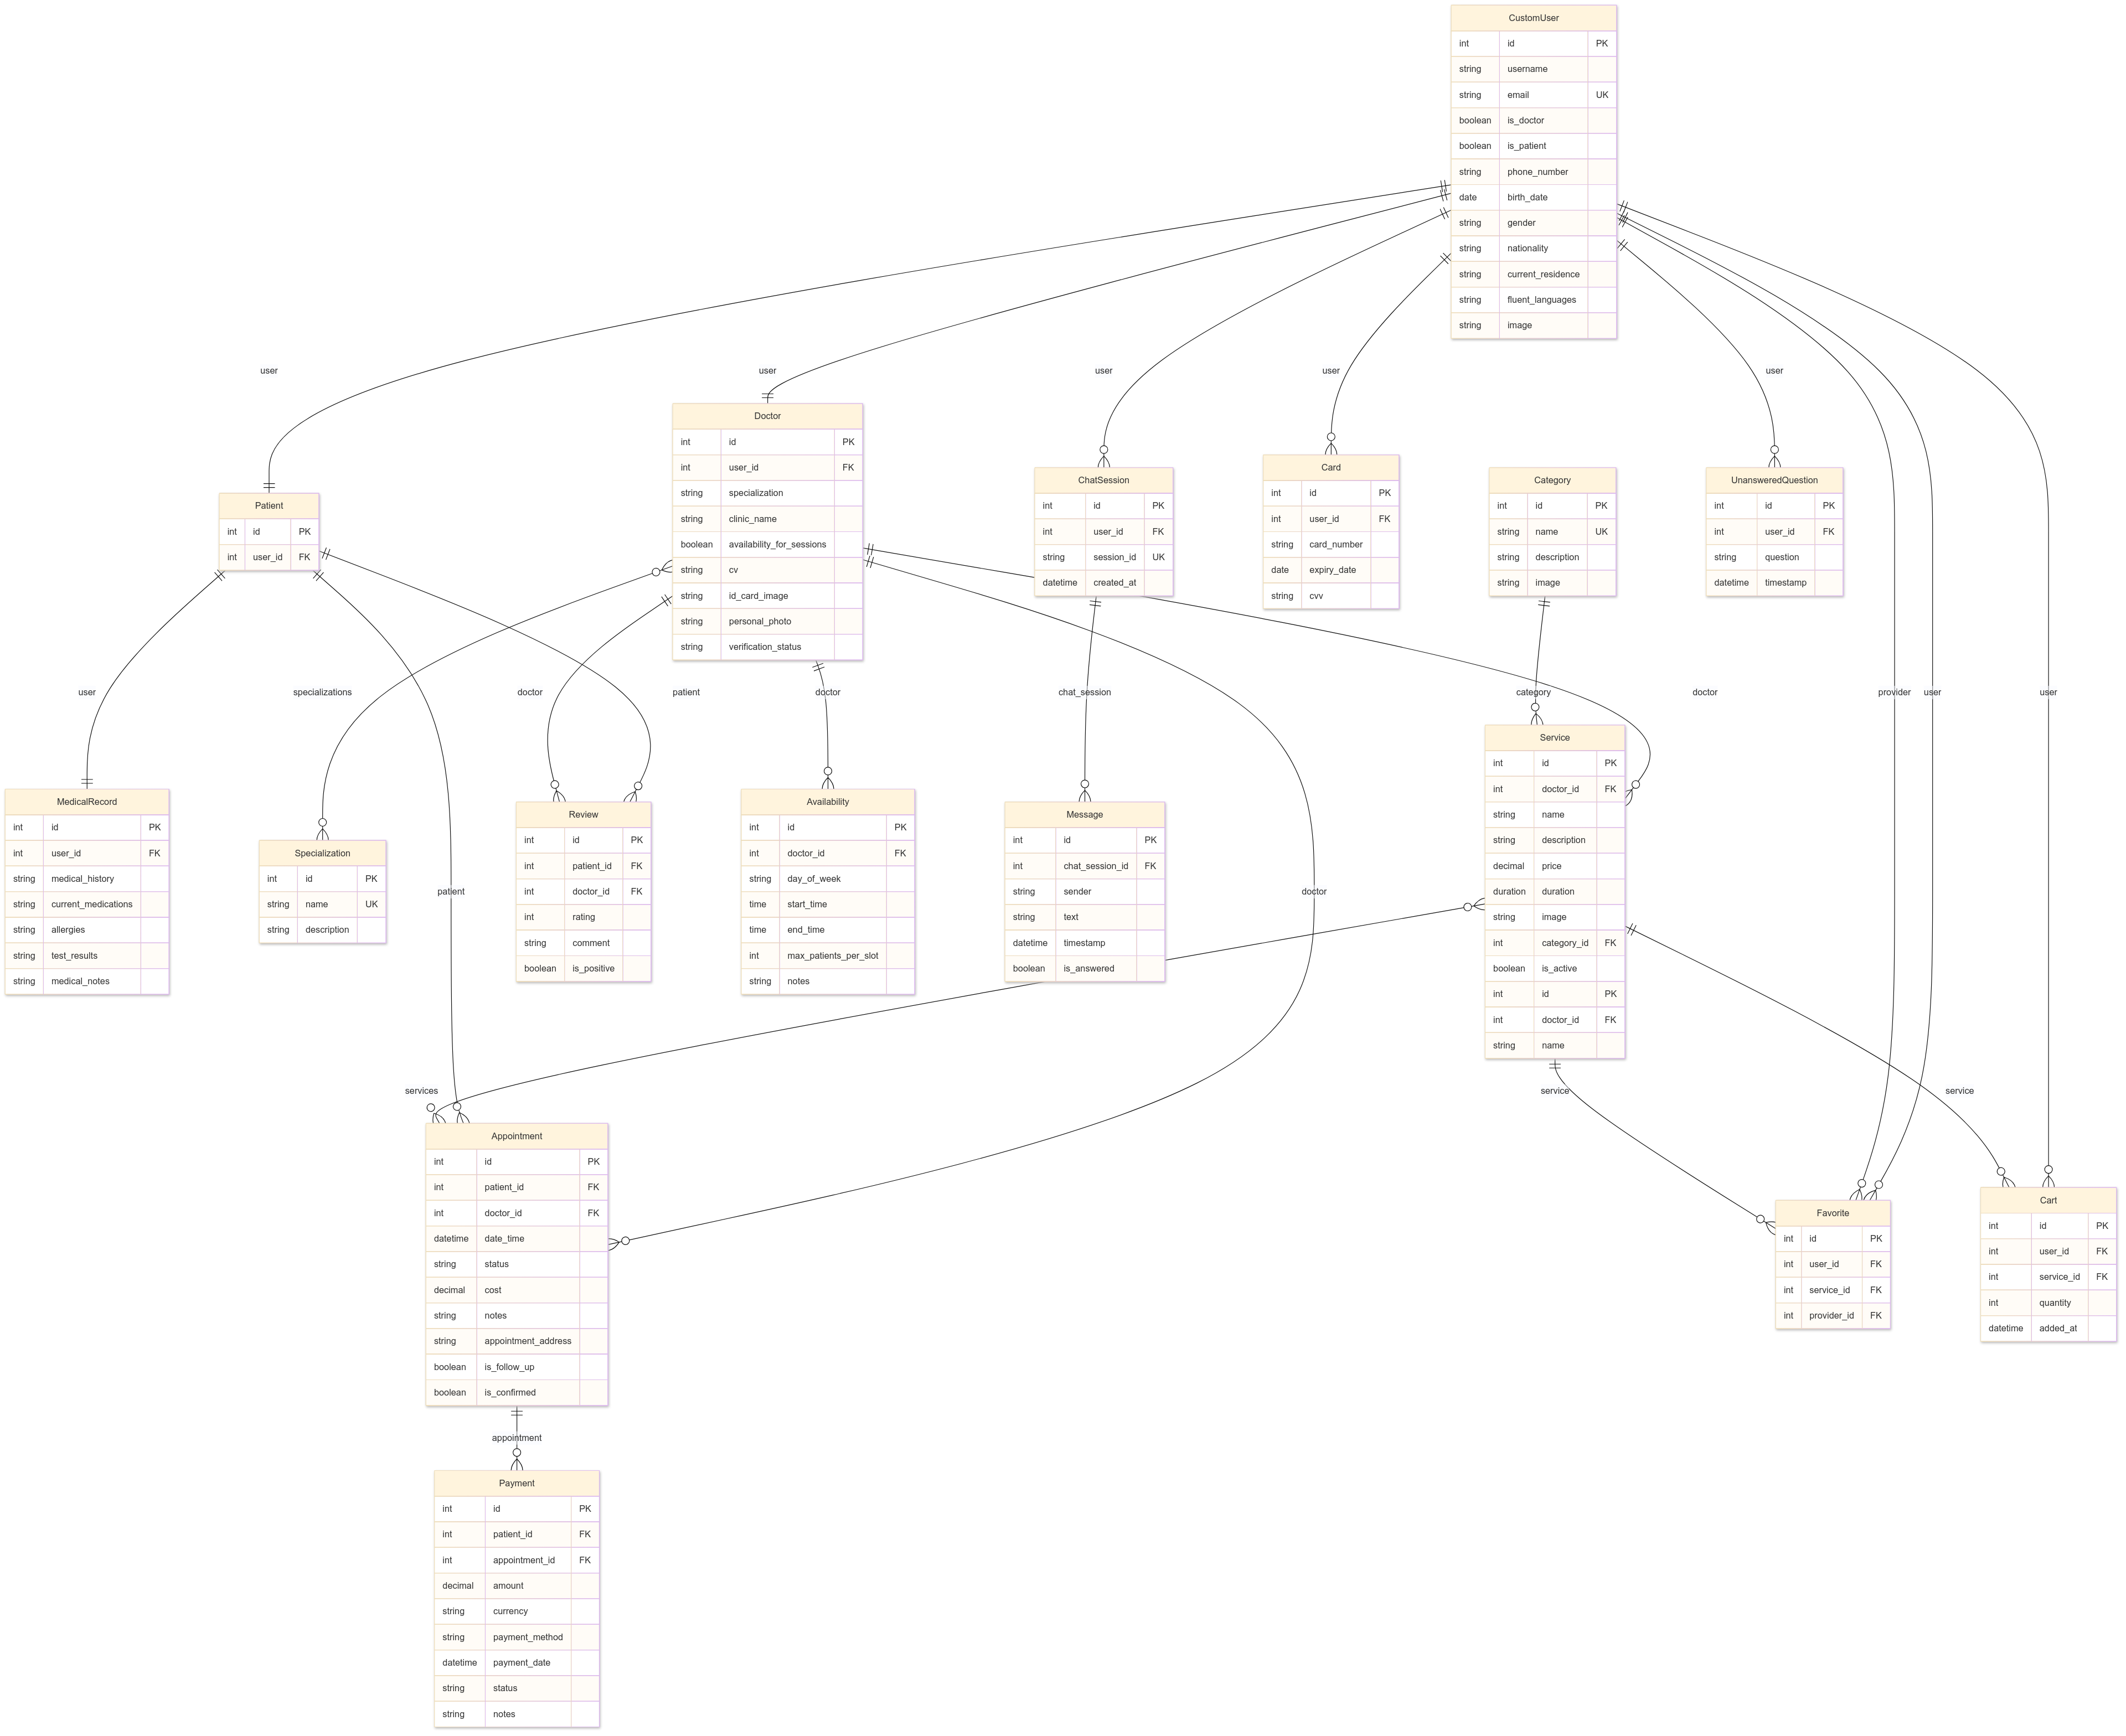 CustomUser
int id PK
string username
string email UK
boolean is_doctor
boolean is_patient
string phone_number
date birth_date
string gender
string nationality
string current_residence
string fluent_languages
string image
user
user
user
user
user
Doctor
int id PK
int user_id FK
string specialization
string clinic_name
boolean availability_for_sessions
string cv
string id_card_image
string personal_photo
string verification_status
Patient
int id PK
int user_id FK
ChatSession
int id PK
int user_id FK
string session_id UK
datetime created_at
Card
int id PK
int user_id FK
string card_number
date expiry_date
string cvv
Category
int id PK
string name UK
string description
string image
UnansweredQuestion
int id PK
int user_id FK
string question
datetime timestamp
user
specializations
doctor
patient
doctor
chat_session
category
doctor
provider
user
user
MedicalRecord
int id PK
int user_id FK
string medical_history
string current_medications
string allergies
string test_results
string medical_notes
Specialization
int id PK
string name UK
string description
Review
int id PK
int patient_id FK
int doctor_id FK
int rating
string comment
boolean is_positive
Availability
int id PK
int doctor_id FK
string day_of_week
time start_time
time end_time
int max_patients_per_slot
string notes
Message
int id PK
int chat_session_id FK
string sender
string text
datetime timestamp
boolean is_answered
Service
int id PK
int doctor_id FK
string name
string description
decimal price
duration duration
string image
int category_id FK
boolean is_active
int id PK
int doctor_id FK
string name
patient
doctor
services
service
service
Appointment
int id PK
int patient_id FK
int doctor_id FK
datetime date_time
string status
decimal cost
string notes
string appointment_address
boolean is_follow_up
boolean is_confirmed
Favorite
int id PK
int user_id FK
int service_id FK
int provider_id FK
Cart
int id PK
int user_id FK
int service_id FK
int quantity
datetime added_at
appointment
Payment
int id PK
int patient_id FK
int appointment_id FK
decimal amount
string currency
string payment_method
datetime payment_date
string status
string notes